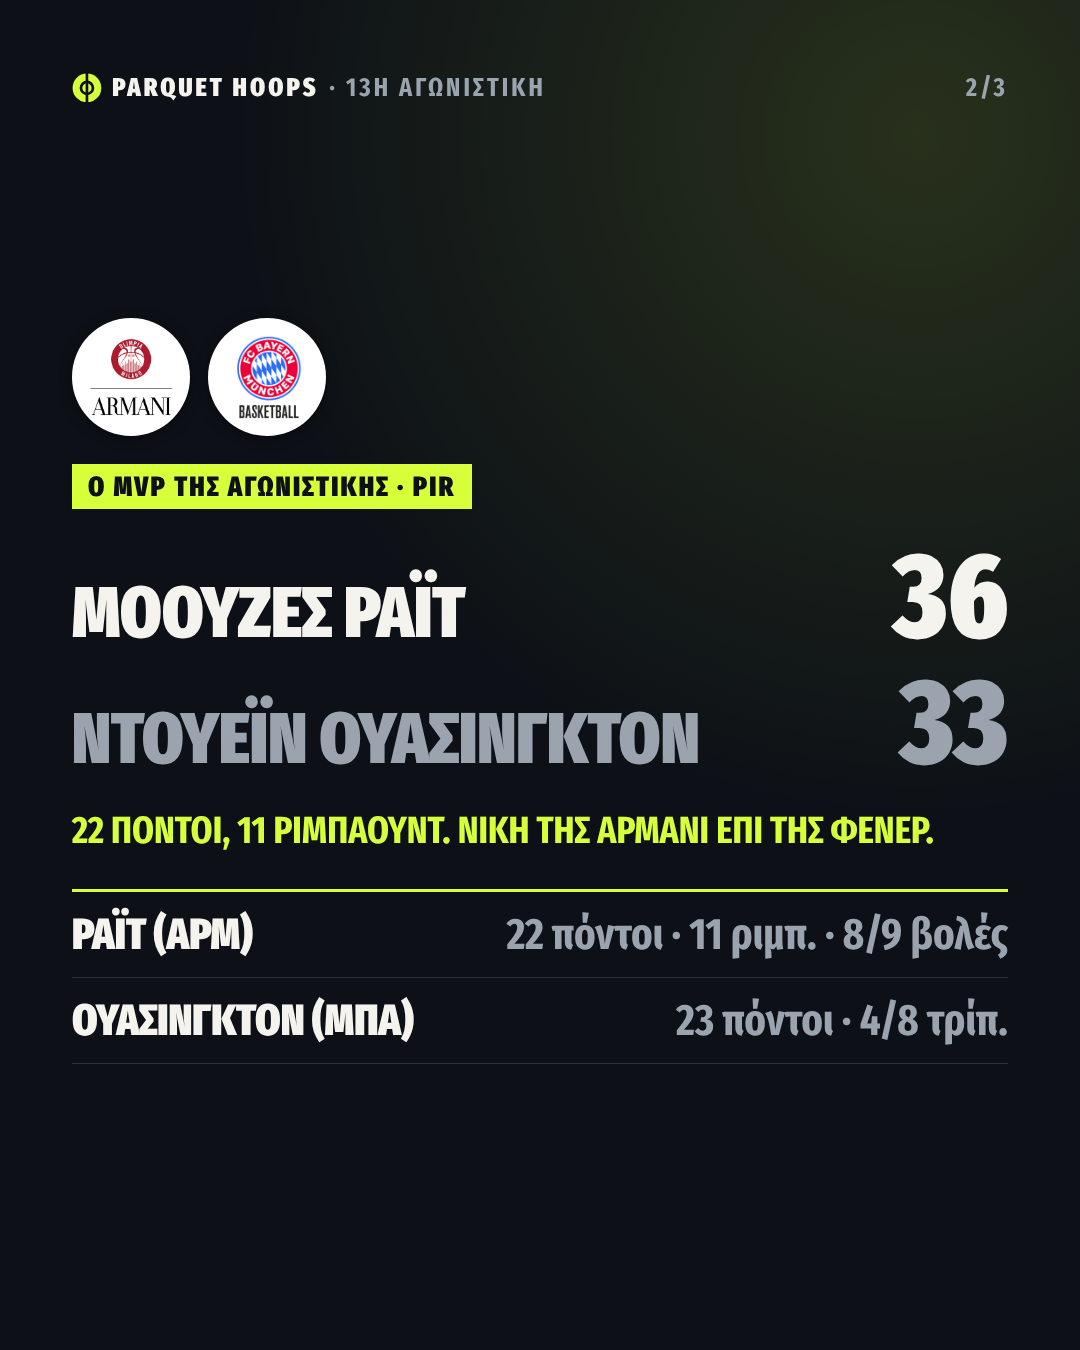 PARQUET HOOPS · 13Η ΑΓΩΝΙΣΤΙΚΗ 2/3
OLIMPIA MILANO
ARMANI
FC BAYERN MÜNCHEN
BASKETBALL
Ο MVP ΤΗΣ ΑΓΩΝΙΣΤΙΚΗΣ · PIR
ΜΟΟΥΖΕΣ ΡΑΪΤ 36
ΝΤΟΥΕΪΝ ΟΥΑΣΙΝΓΚΤΟΝ 33
22 ΠΟΝΤΟΙ, 11 ΡΙΜΠΑΟΥΝΤ. ΝΙΚΗ ΤΗΣ ΑΡΜΑΝΙ ΕΠΙ ΤΗΣ ΦΕΝΕΡ.
ΡΑΪΤ (ΑΡΜ) 22 πόντοι · 11 ριμπ. · 8/9 βολές
ΟΥΑΣΙΝΓΚΤΟΝ (ΜΠΑ) 23 πόντοι · 4/8 τρίπ.